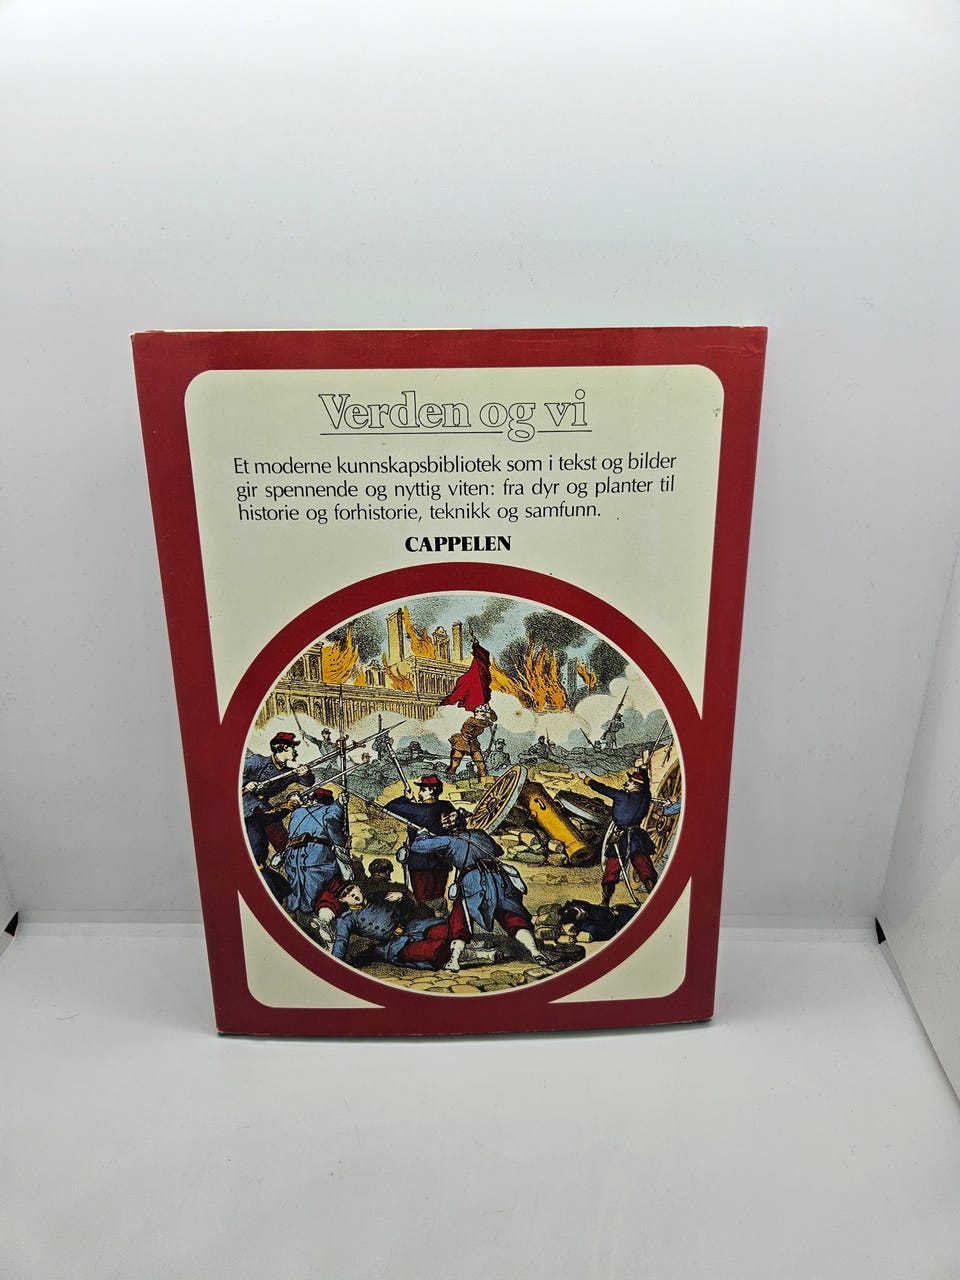 Verden og vi
Et moderne kunnskapsbibliotek som i tekst og bilder
gir spennende og nyttig viten: fra dyr og planter til
historie og forhistorie, teknikk og samfunn.
CAPPELEN